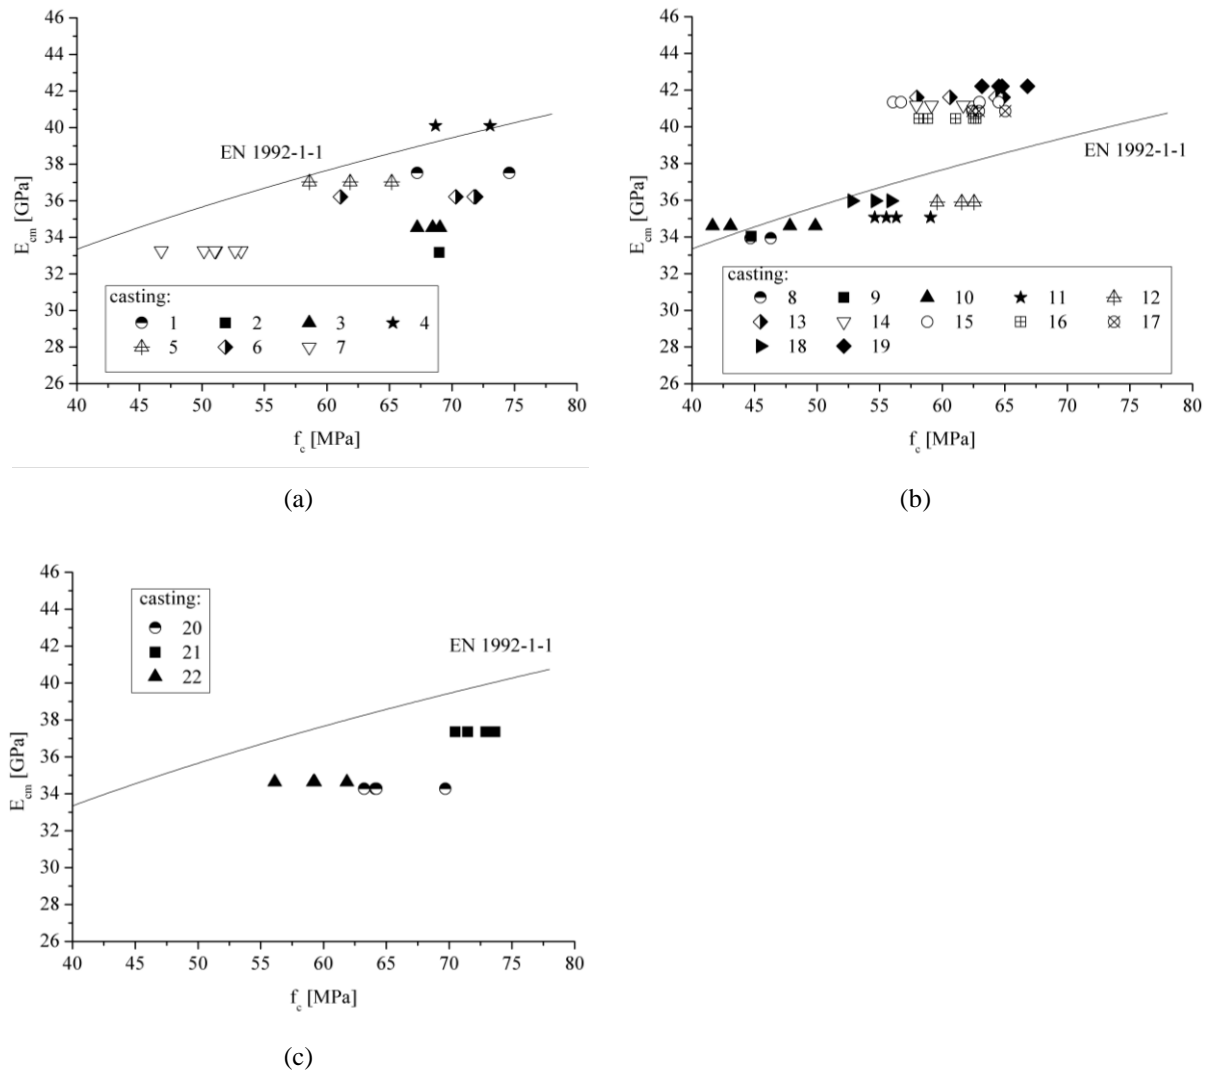 46
44
42
40
38
36
34
32
30
28
26
E_cm [GPa]
EN 1992-1-1
casting:
1 2 3 4
5 6 7
40 45 50 55 60 65 70 75 80
f_c [MPa]
(a)
46
44
42
40
38
36
34
32
30
28
26
E_cm [GPa]
EN 1992-1-1
casting:
8 9 10 11 12
13 14 15 16 17
18 19
40 45 50 55 60 65 70 75 80
f_c [MPa]
(b)
46
44
42
40
38
36
34
32
30
28
26
E_cm [GPa]
casting:
20
21
22
EN 1992-1-1
40 45 50 55 60 65 70 75 80
f_c [MPa]
(c)